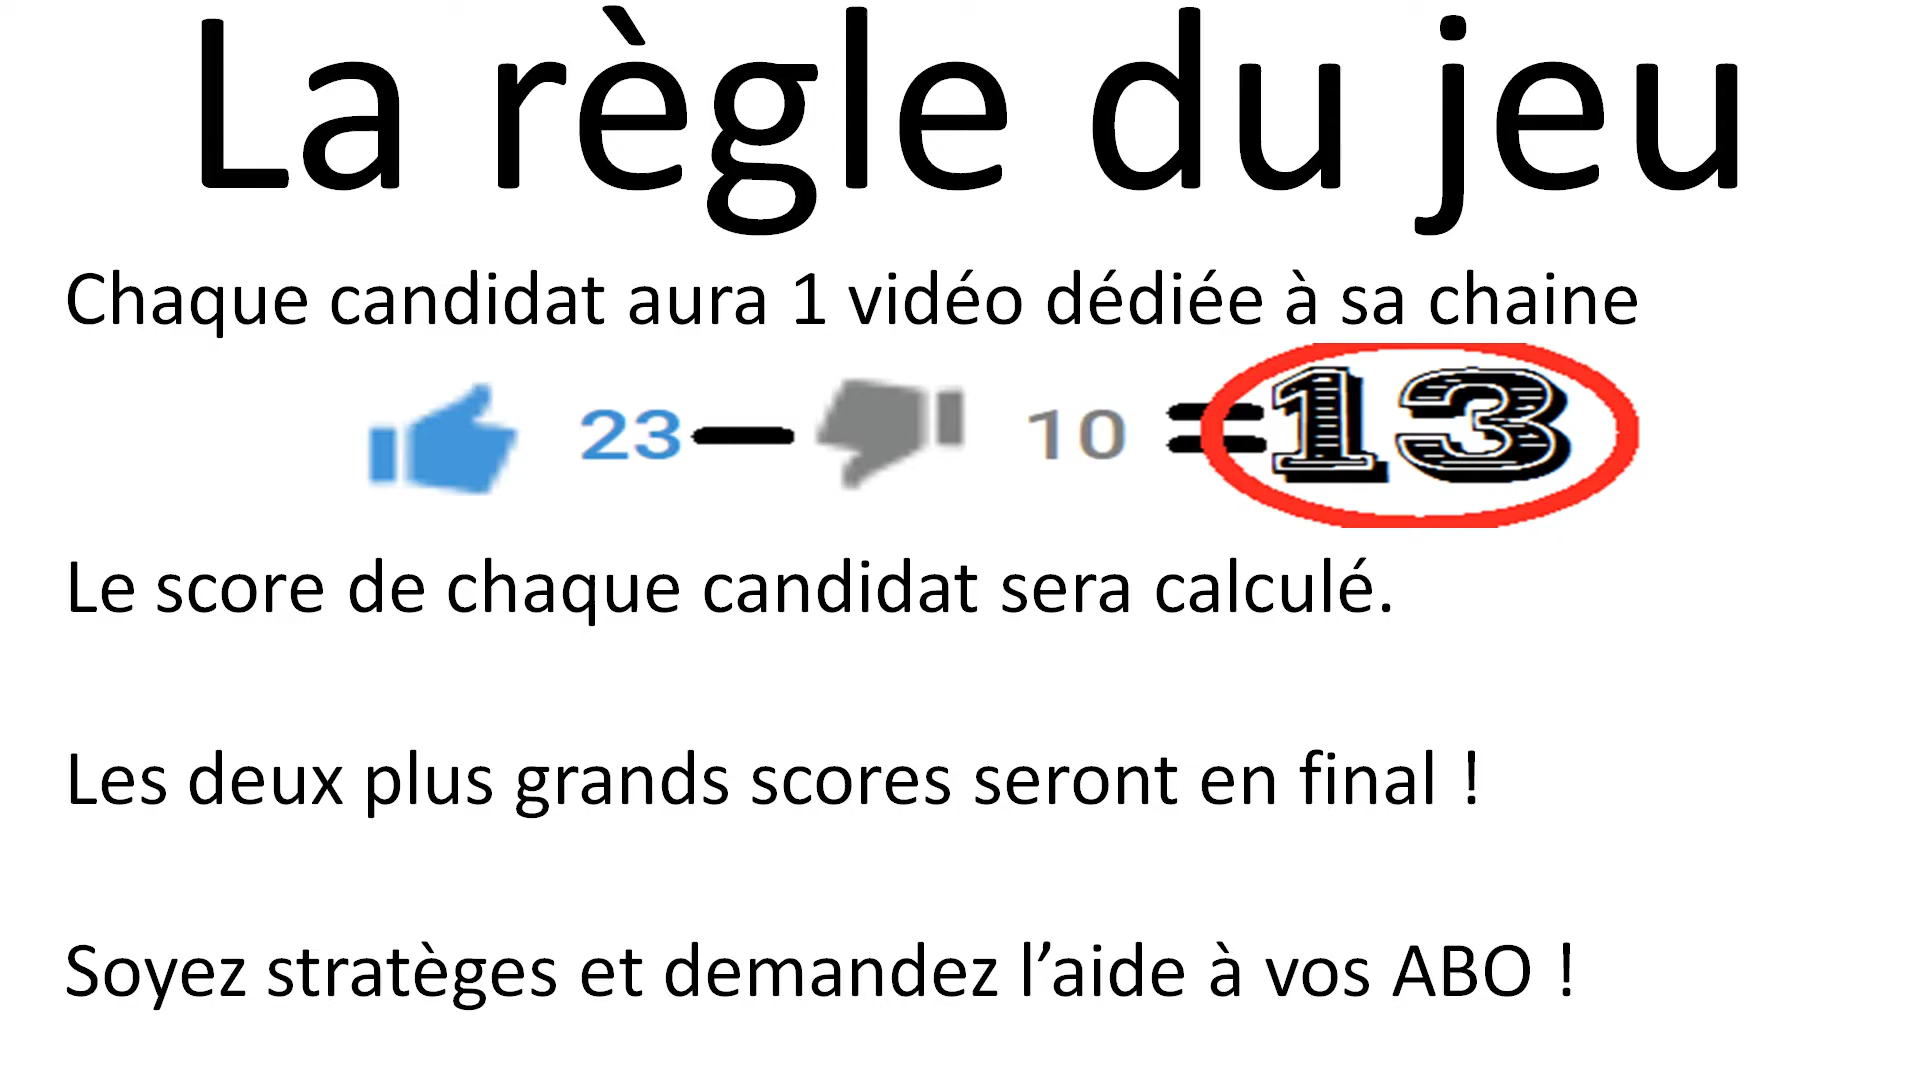 La règle du jeu
Chaque candidat aura 1 vidéo dédiée à sa chaine
23 – 10 = 13
Le score de chaque candidat sera calculé.
Les deux plus grands scores seront en final !
Soyez stratèges et demandez l’aide à vos ABO !